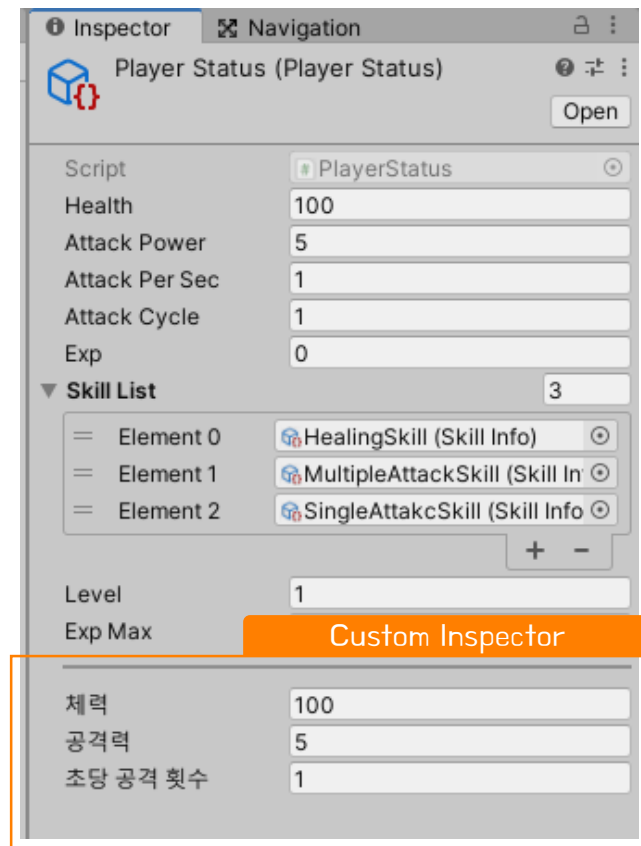 Inspector Navigation
Player Status (Player Status)
Open
Script PlayerStatus
Health 100
Attack Power 5
Attack Per Sec 1
Attack Cycle 1
Exp 0
Skill List 3
Element 0 HealingSkill (Skill Info)
Element 1 MultipleAttackSkill (Skill In
Element 2 SingleAttakcSkill (Skill Info
+ -
Level 1
Exp Max
Custom Inspector
체력 100
공격력 5
초당 공격 횟수 1